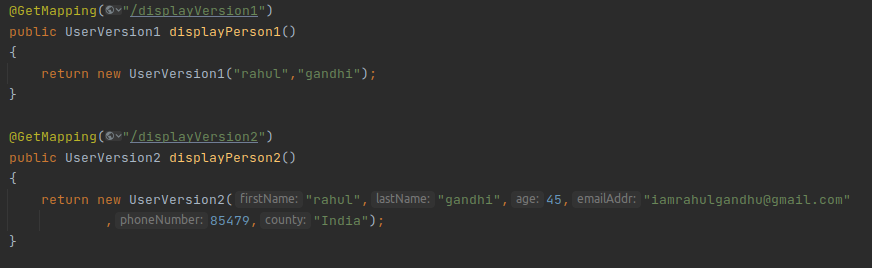 @GetMapping("/displayVersion1")
public UserVersion1 displayPerson1()
{
return new UserVersion1("rahul","gandhi");
}
@GetMapping("/displayVersion2")
public UserVersion2 displayPerson2()
{
return new UserVersion2( firstName: "rahul", lastName: "gandhi", age: 45, emailAddr: "iamrahulgandhu@gmail.com"
, phoneNumber: 85479, county: "India");
}